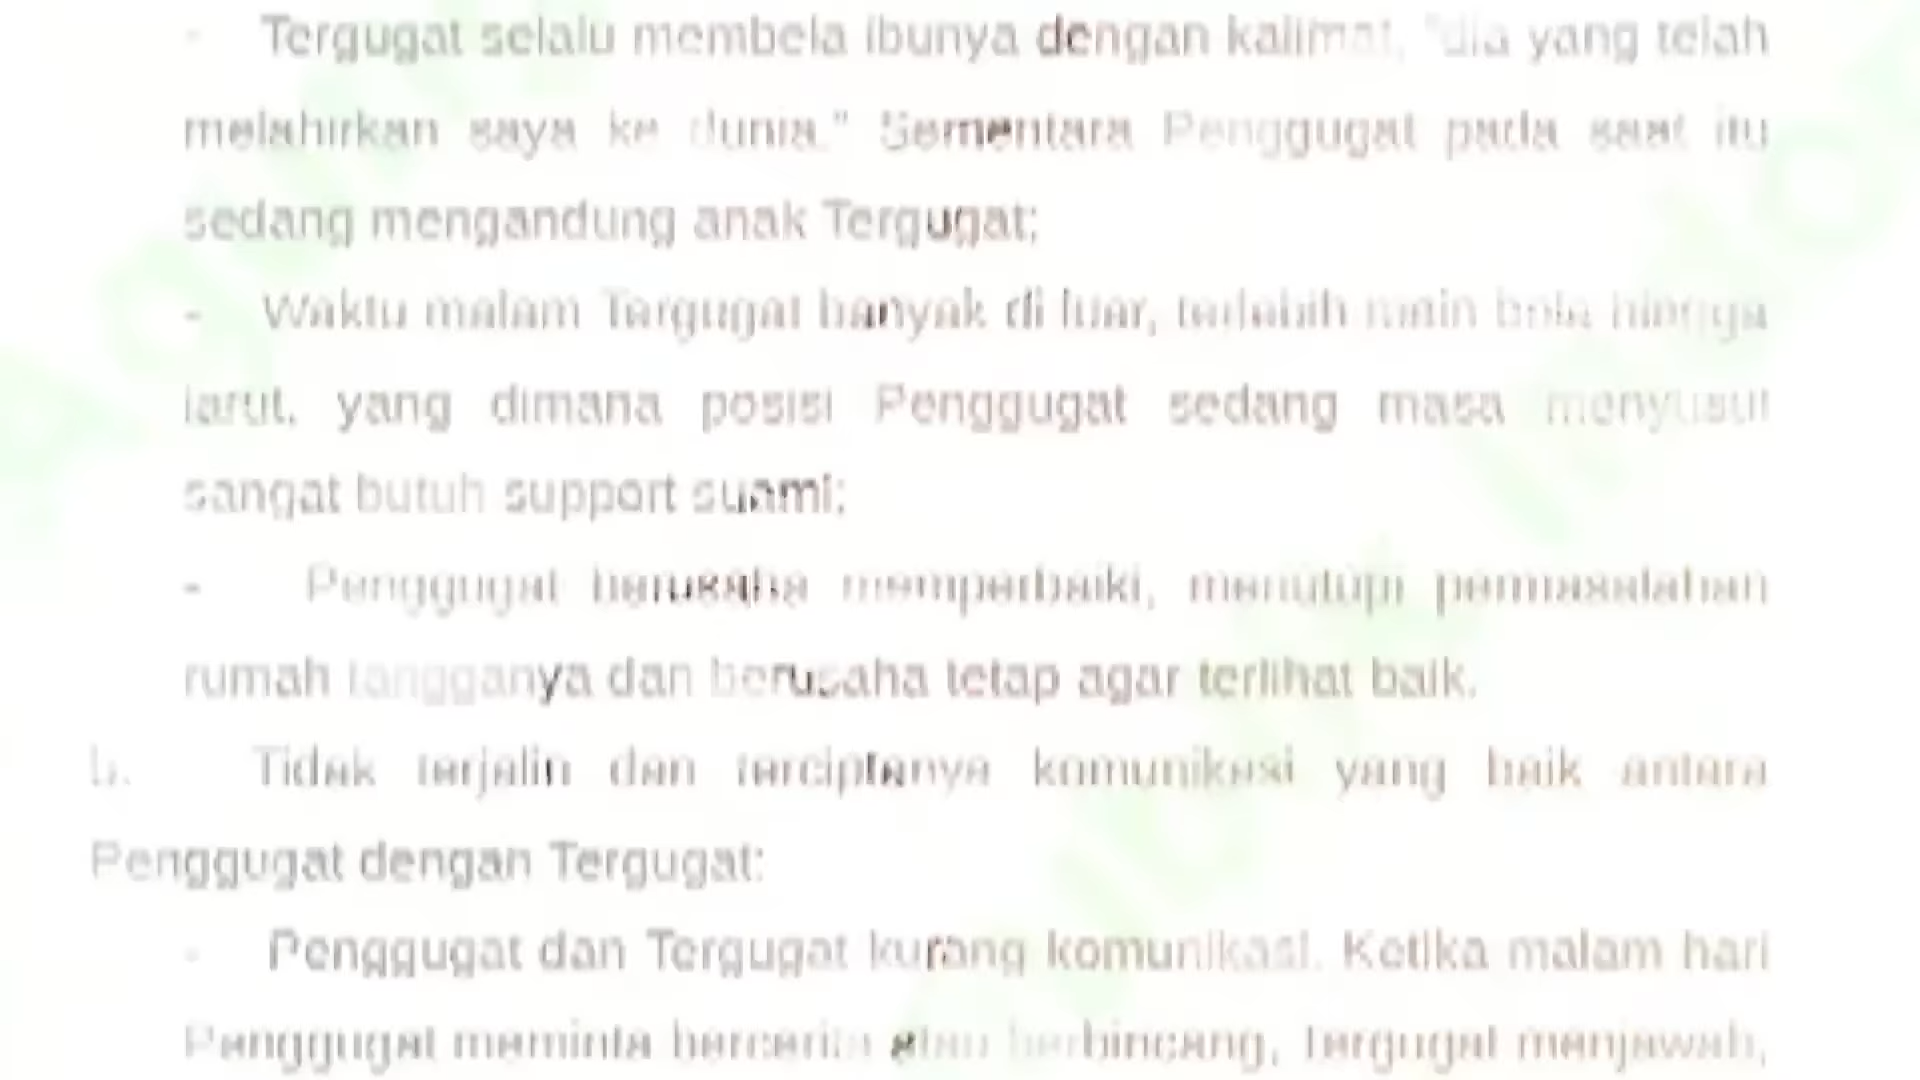 - Tergugat selalu membela ibunya dengan kalimat, "dia yang telah
melahirkan saya ke dunia." Sementara Penggugat pada saat itu
sedang mengandung anak Tergugat;
- Waktu malam Tergugat banyak di luar, terlebih main bola hingga
larut, yang dimana posisi Penggugat sedang masa menyusui
sangat butuh support suami;
- Penggugat berusaha memperbaiki, menutupi permasalahan
rumah tangganya dan berusaha tetap agar terlihat baik.
b. Tidak terjalin dan terciptanya komunikasi yang baik antara
Penggugat dengan Tergugat:
- Penggugat dan Tergugat kurang komunikasi. Ketika malam hari
Penggugat meminta bercerita atau berbincang, Tergugat menjawab,